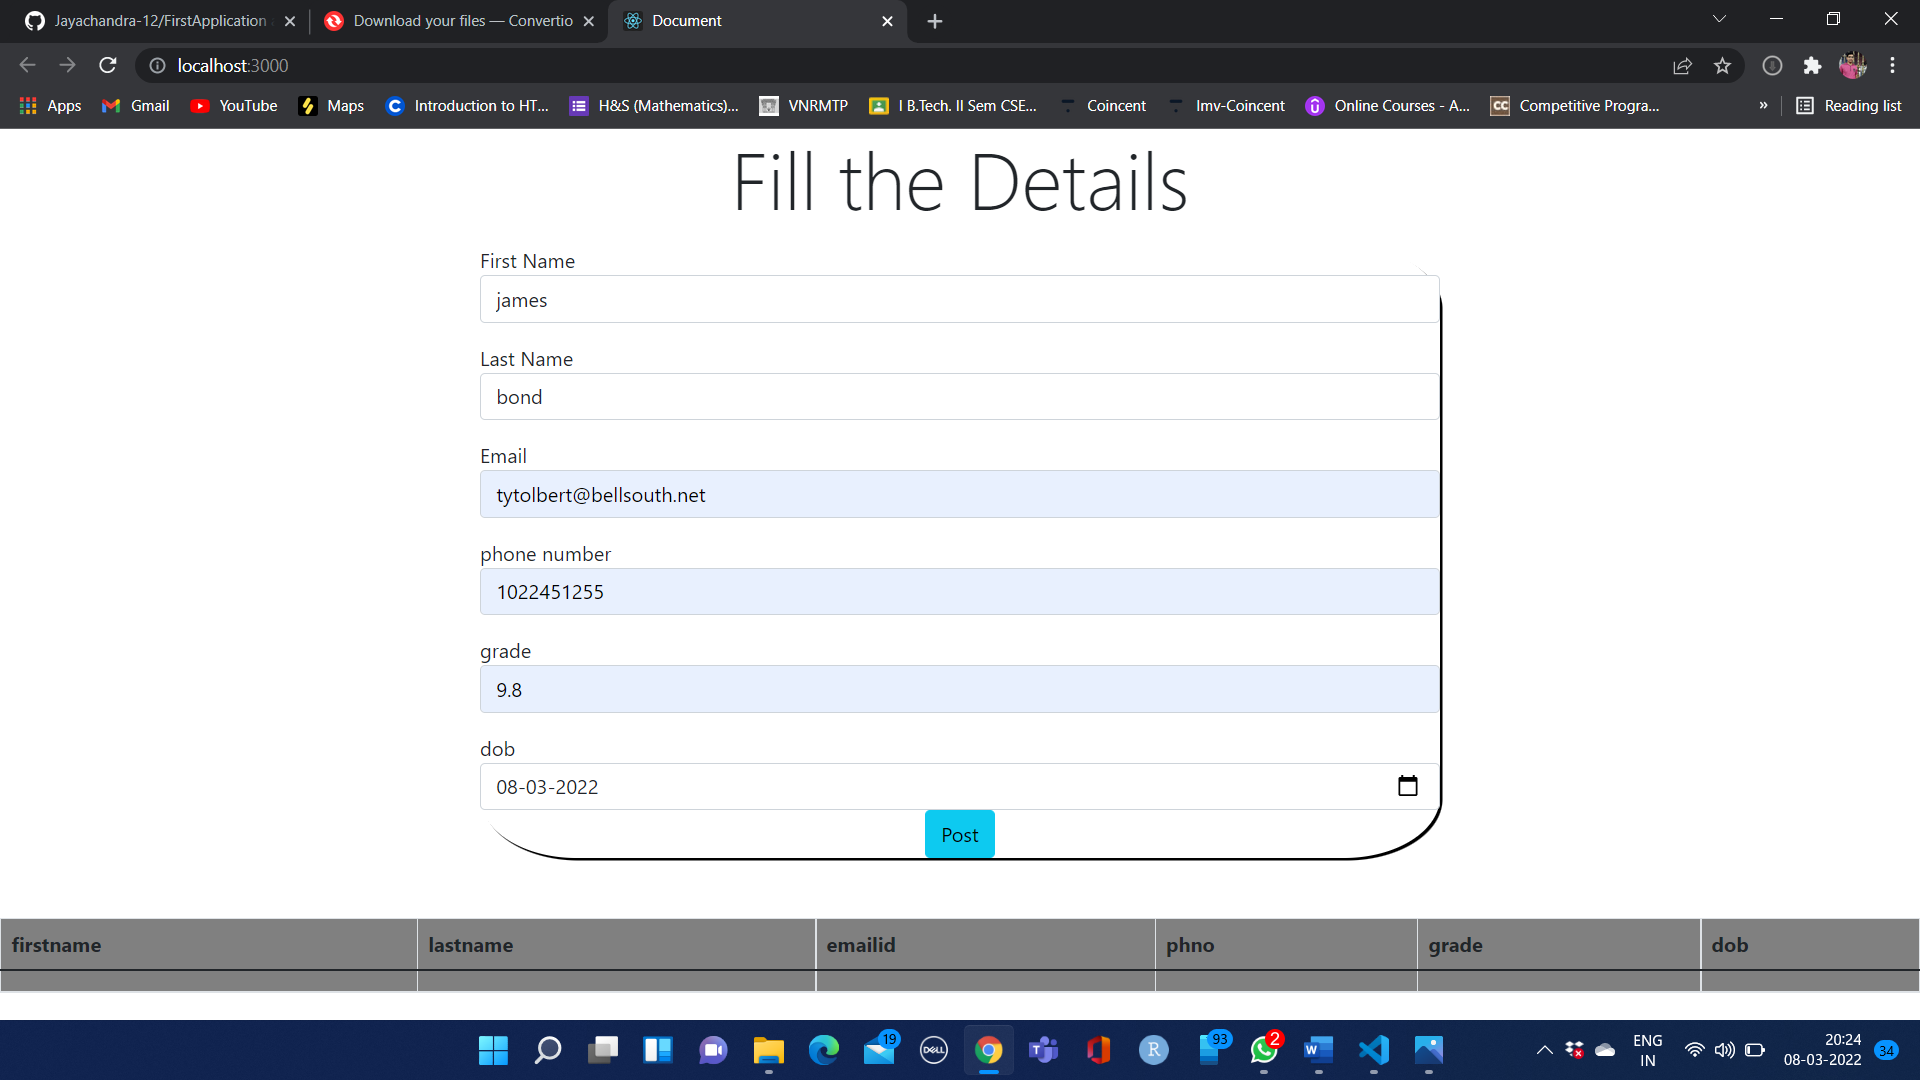 Jayachandra-12/FirstApplication
Download your files — Convertio
Document
localhost:3000
Apps
Gmail
YouTube
Maps
Introduction to HT...
H&S (Mathematics)...
VNRMTP
I B.Tech. II Sem CSE...
Coincent
Imv-Coincent
Online Courses - A...
CC
Competitive Progra...
»
Reading list
Fill the Details
First Name
james
Last Name
bond
Email
tytolbert@bellsouth.net
phone number
1022451255
grade
9.8
dob
08-03-2022
Post
firstname lastname emailid phno grade dob
19
DELL
R
93
2
ENG
IN
20:24
08-03-2022
34